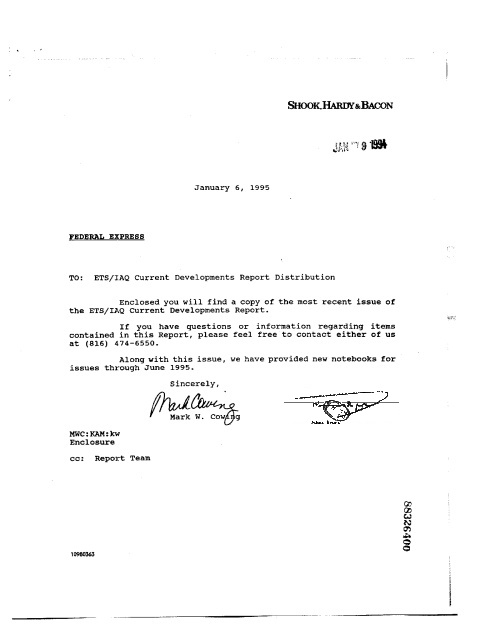 SHOOK, HARDY & BACON
JAN 9 1994
January 6, 1995
FEDERAL EXPRESS
TO: ETS/IAQ Current Developments Report Distribution
Enclosed you will find a copy of the most recent issue of
the ETS/IAQ Current Developments Report.
If you have questions or information regarding items
contained in this Report, please feel free to contact either of us
at (816) 474-6550.
Along with this issue, we have provided new notebooks for
issues through June 1995.
Sincerely,
Mark Cowing
Mark W. Cowing
MWC:KAM:kw
Enclosure
cc: Report Team
88326400
10980363